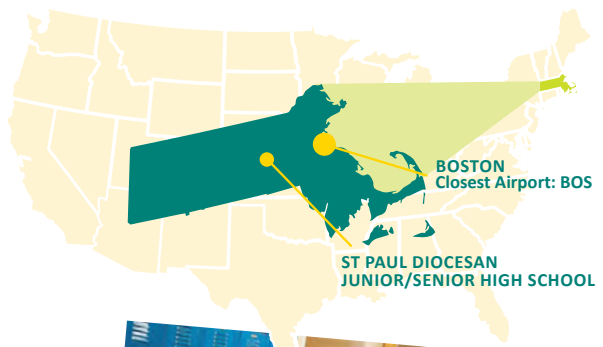 BOSTON
Closest Airport: BOS
ST PAUL DIOCESAN
JUNIOR/SENIOR HIGH SCHOOL